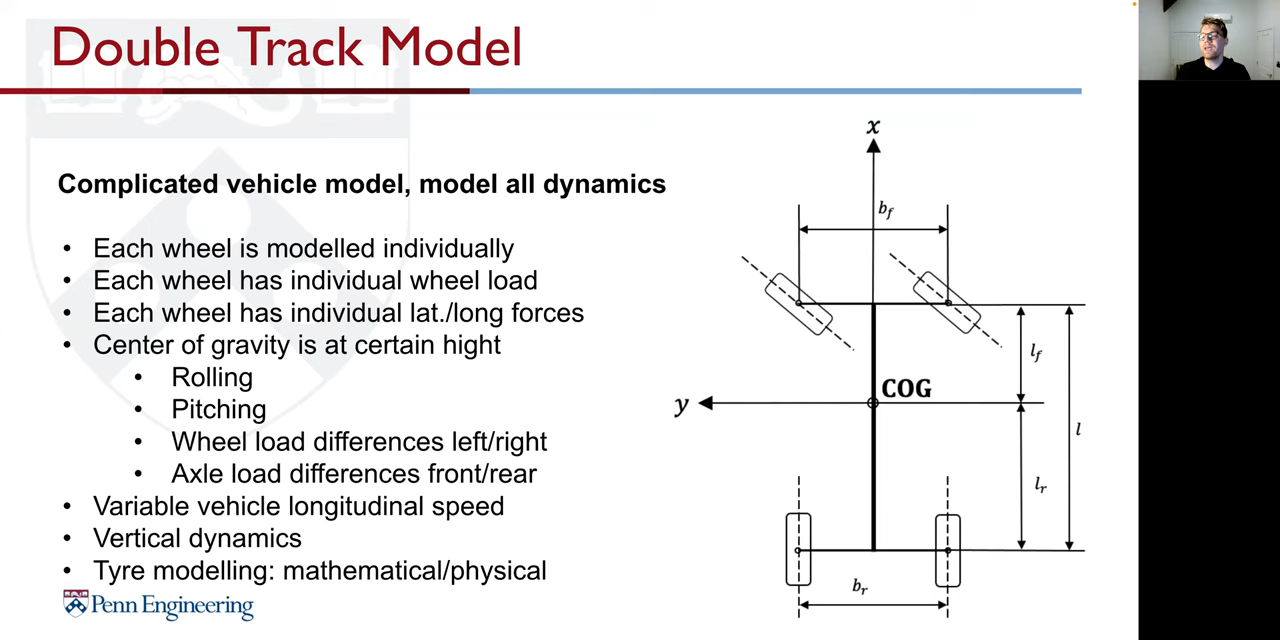 Double Track Model
Complicated vehicle model, model all dynamics
• Each wheel is modelled individually
• Each wheel has individual wheel load
• Each wheel has individual lat./long forces
• Center of gravity is at certain hight
• Rolling
• Pitching
• Wheel load differences left/right
• Axle load differences front/rear
• Variable vehicle longitudinal speed
• Vertical dynamics
• Tyre modelling: mathematical/physical
Penn Engineering
x
b_f
l_f
COG
y
l
l_r
b_r